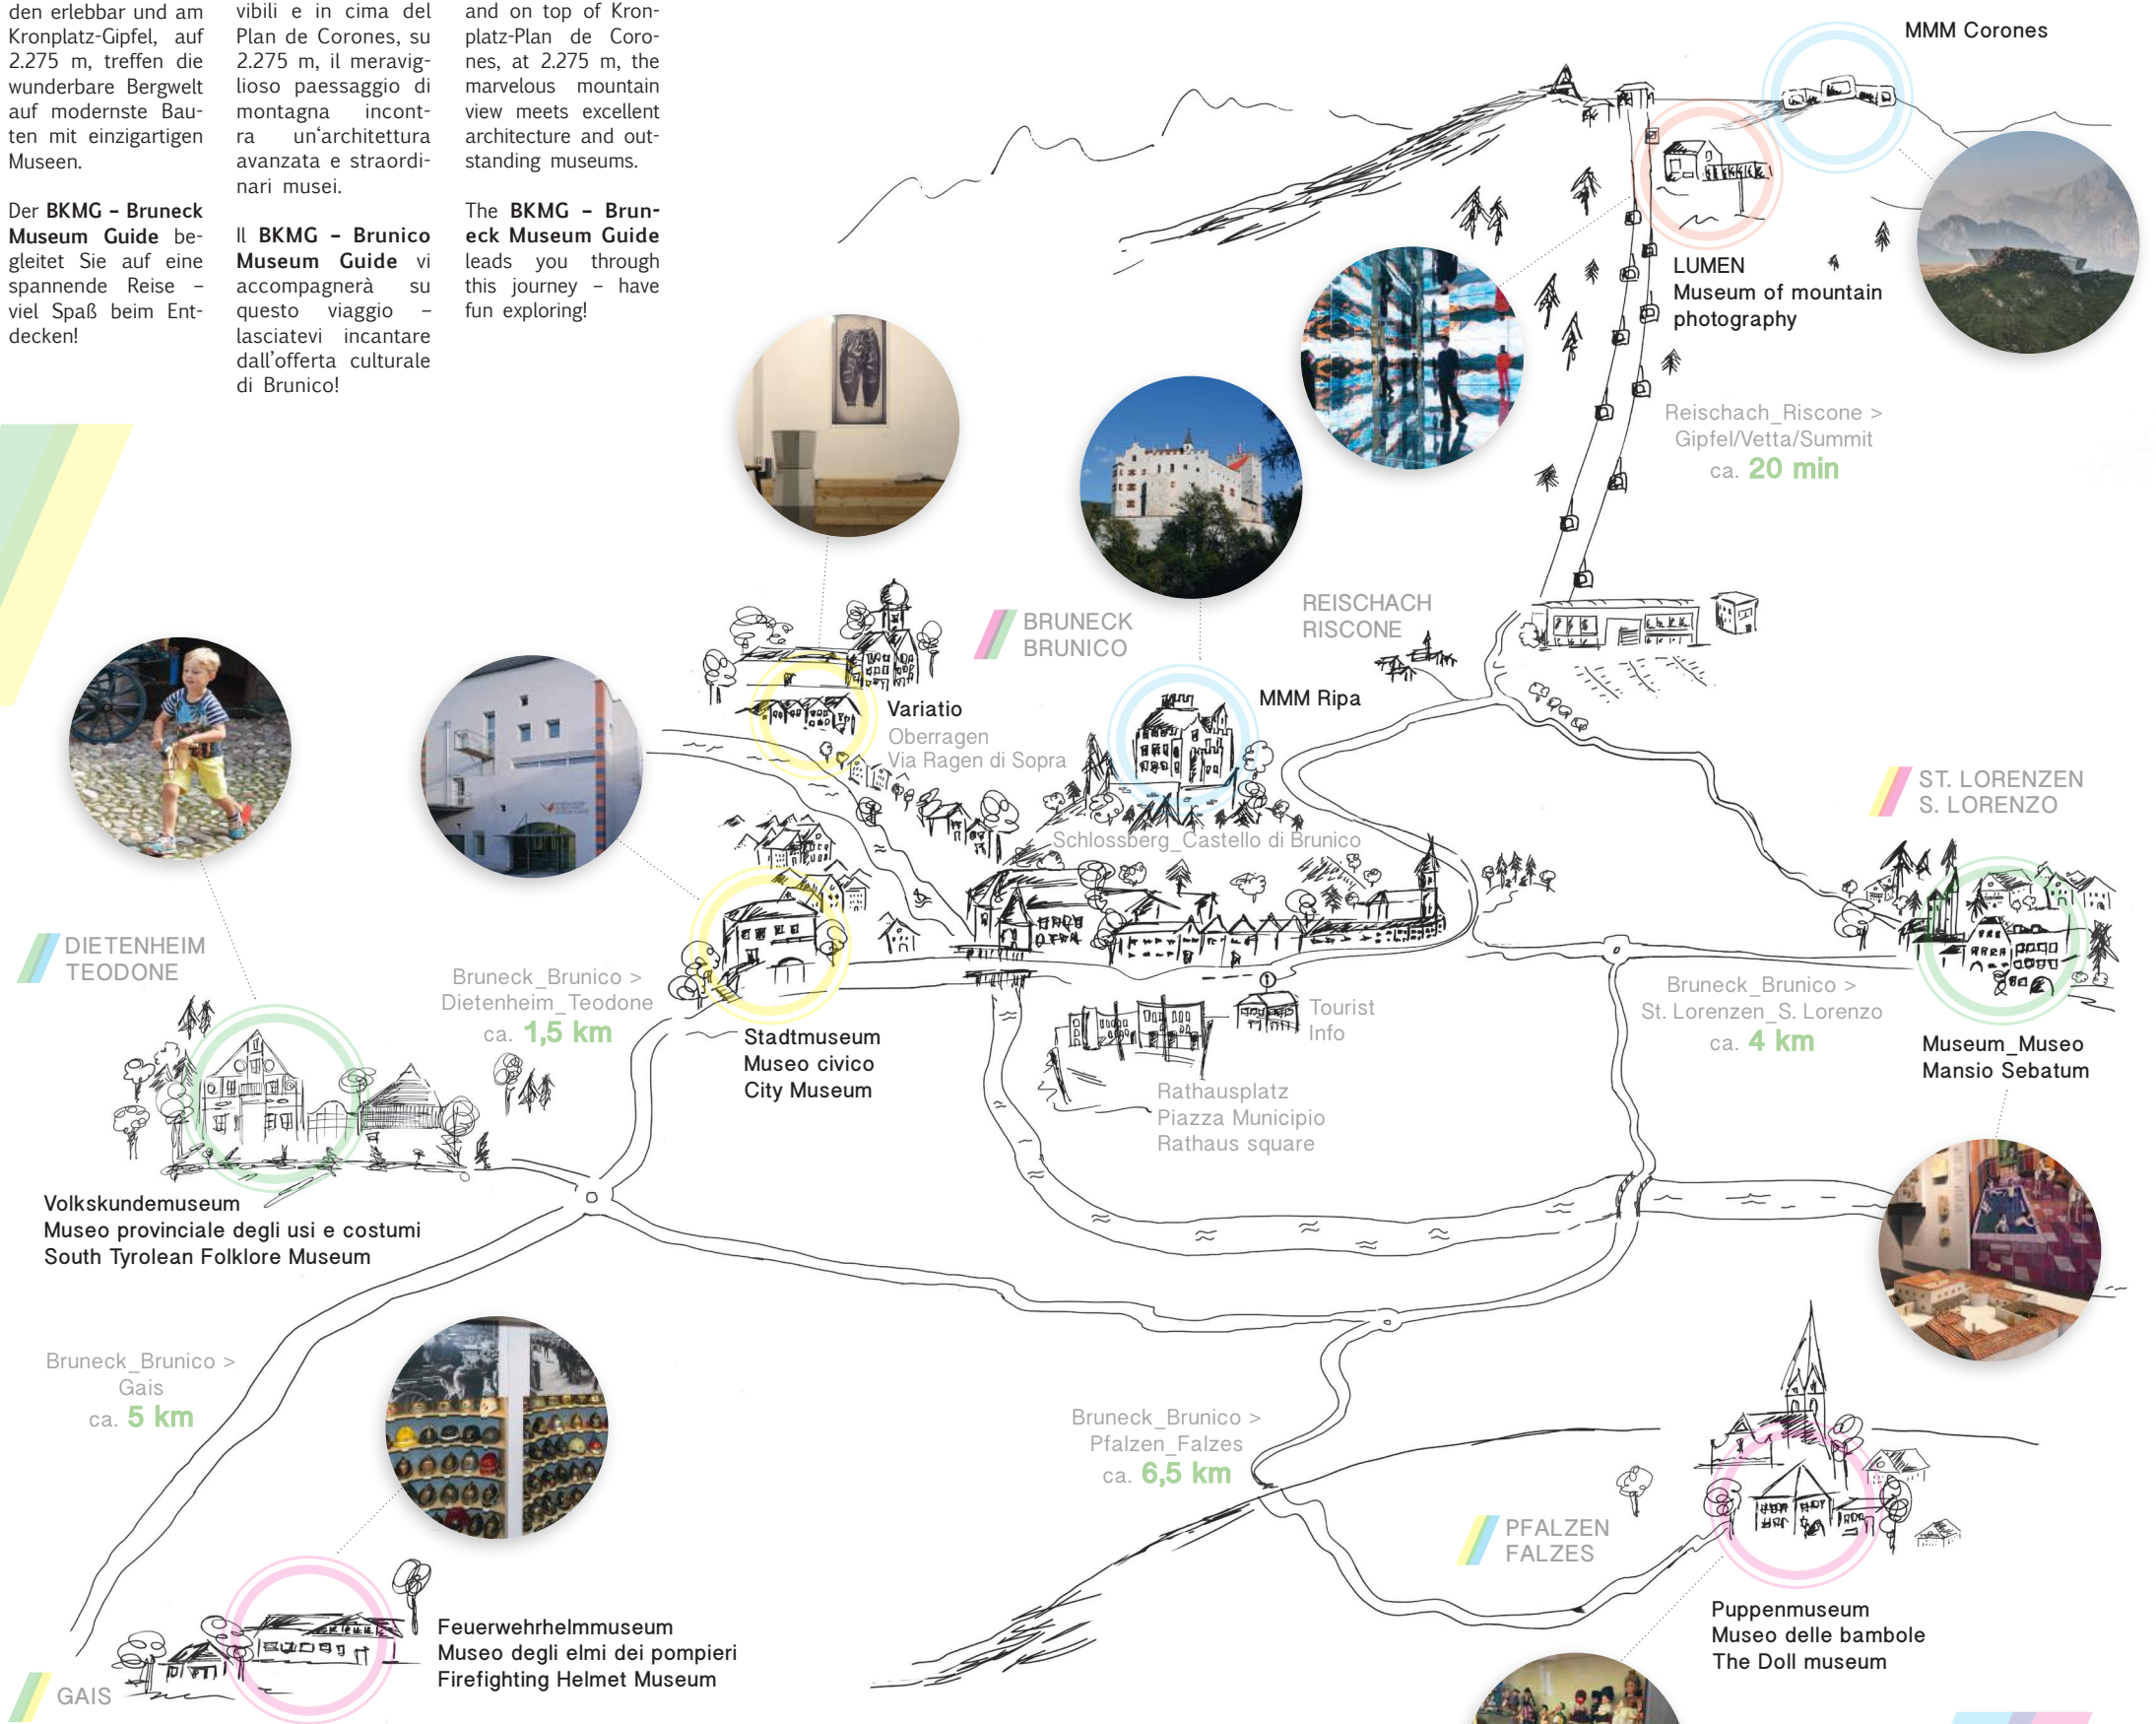 den erlebbar und am
Kronplatz-Gipfel, auf
2.275 m, treffen die
wunderbare Bergwelt
auf modernste Bau-
ten mit einzigartigen
Museen.
Der BKMG – Bruneck
Museum Guide be-
gleitet Sie auf eine
spannende Reise –
viel Spaß beim Ent-
decken!
vibili e in cima del
Plan de Corones, su
2.275 m, il meravig-
lioso paessaggio di
montagna incont-
ra un‘architettura
avanzata e straordi-
nari musei.
Il BKMG – Brunico
Museum Guide vi
accompagnerà su
questo viaggio –
lasciatevi incantare
dall’offerta culturale
di Brunico!
and on top of Kron-
platz-Plan de Coro-
nes, at 2.275 m, the
marvelous mountain
view meets excellent
architecture and out-
standing museums.
The BKMG – Brun-
eck Museum Guide
leads you through
this journey – have
fun exploring!
MMM Corones
LUMEN
Museum of mountain
photography
Reischach_Riscone >
Gipfel/Vetta/Summit
ca. 20 min
BRUNECK
BRUNICO
REISCHACH
RISCONE
Variatio
Oberragen
Via Ragen di Sopra
MMM Ripa
Schlossberg_Castello di Brunico
ST. LORENZEN
S. LORENZO
DIETENHEIM
TEODONE
Bruneck_Brunico >
Dietenheim_Teodone
ca. 1,5 km
Stadtmuseum
Museo civico
City Museum
Tourist
Info
Rathausplatz
Piazza Municipio
Rathaus square
Bruneck_Brunico >
St. Lorenzen_S. Lorenzo
ca. 4 km
Museum_Museo
Mansio Sebatum
Volkskundemuseum
Museo provinciale degli usi e costumi
South Tyrolean Folklore Museum
Bruneck_Brunico >
Gais
ca. 5 km
Bruneck_Brunico >
Pfalzen_Falzes
ca. 6,5 km
PFALZEN
FALZES
Puppenmuseum
Museo delle bambole
The Doll museum
Feuerwehrhelmmuseum
Museo degli elmi dei pompieri
Firefighting Helmet Museum
GAIS